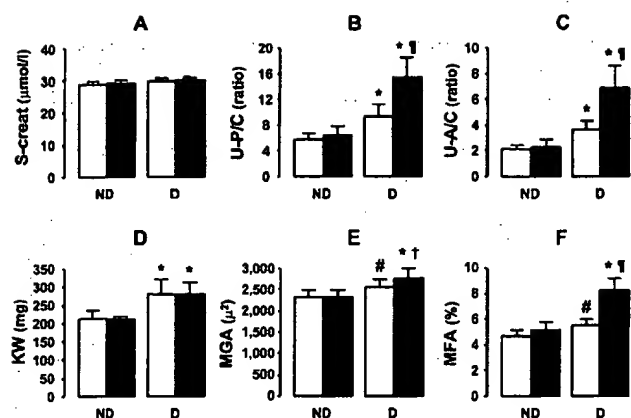 A
S-creat (µmol/l)
40
30
20
10
0
ND
D
B
U-P/C (ratio)
20
16
12
8
4
0
*
* ¶
ND
D
C
U-A/C (ratio)
10
8
6
4
2
0
*
* ¶
ND
D
D
KW (mg)
350
300
250
200
150
100
50
0
*
*
ND
D
E
MGA (µ²)
3,000
2,500
2,000
1,500
1,000
500
0
#
* †
ND
D
F
MFA (%)
10
8
6
4
2
0
#
* ¶
ND
D